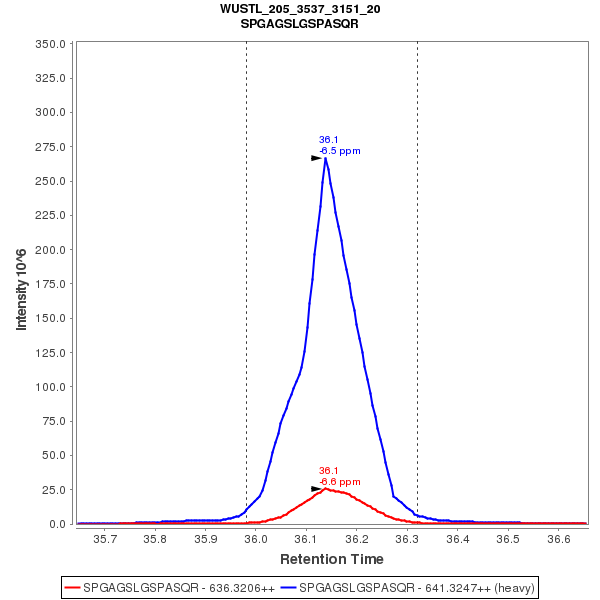 WUSTL_205_3537_3151_20
SPGAGSLGSPASQR
Intensity 10^6
350.0
325.0
300.0
275.0
250.0
225.0
200.0
175.0
150.0
125.0
100.0
75.0
50.0
25.0
0.0
36.1
-6.5 ppm
36.1
-6.6 ppm
35.7 35.8 35.9 36.0 36.1 36.2 36.3 36.4 36.5 36.6
Retention Time
SPGAGSLGSPASQR - 636.3206++ SPGAGSLGSPASQR - 641.3247++ (heavy)